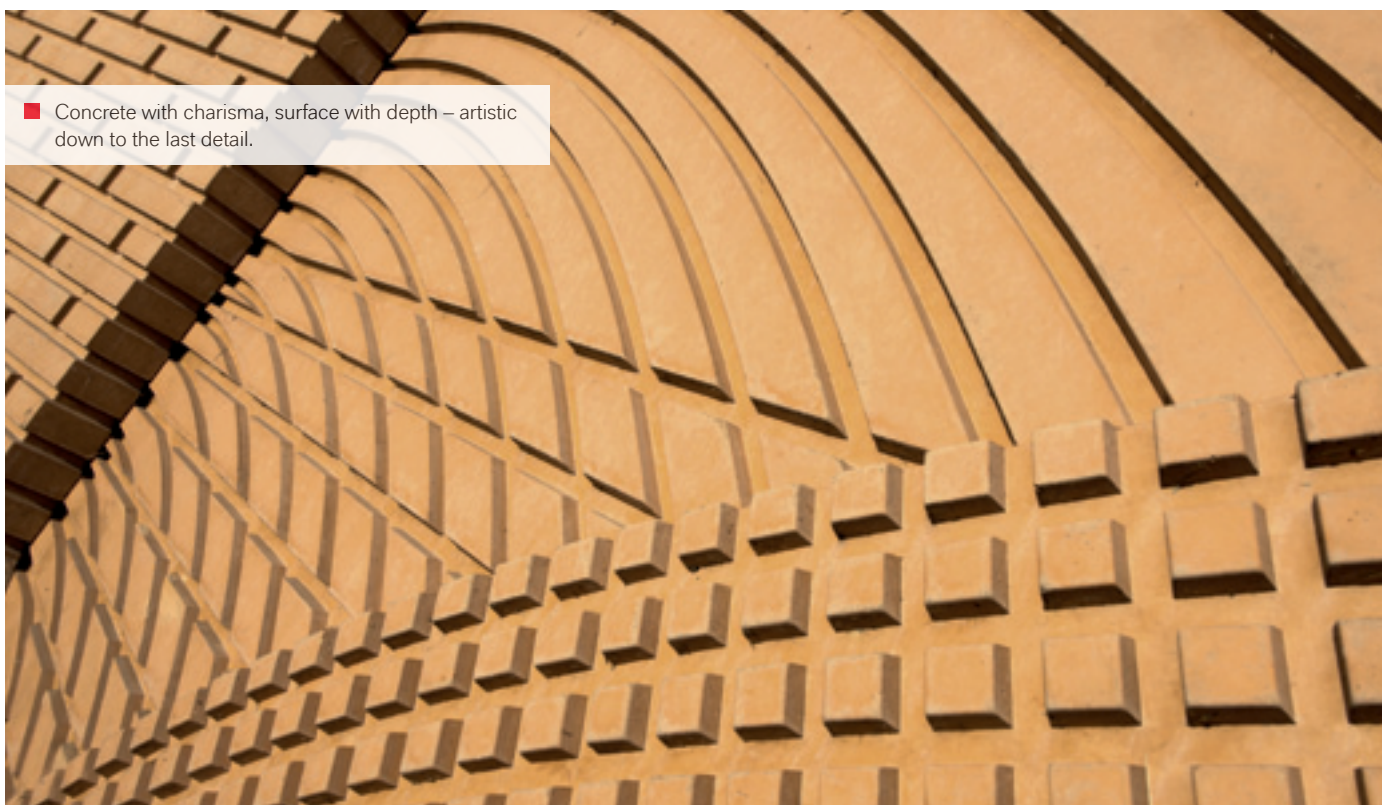 Concrete with charisma, surface with depth – artistic
down to the last detail.